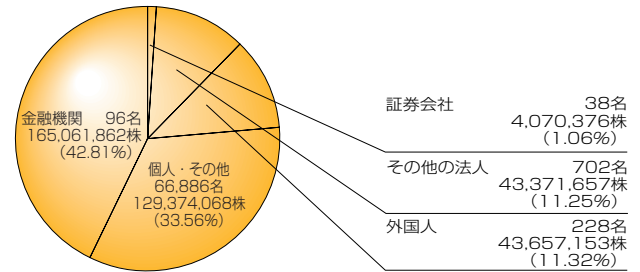 金融機関 96名
165,061,862株
(42.81%)
個人・その他
66,886名
129,374,068株
(33.56%)
証券会社 38名
4,070,376株
(1.06%)
その他の法人 702名
43,371,657株
(11.25%)
外国人 228名
43,657,153株
(11.32%)